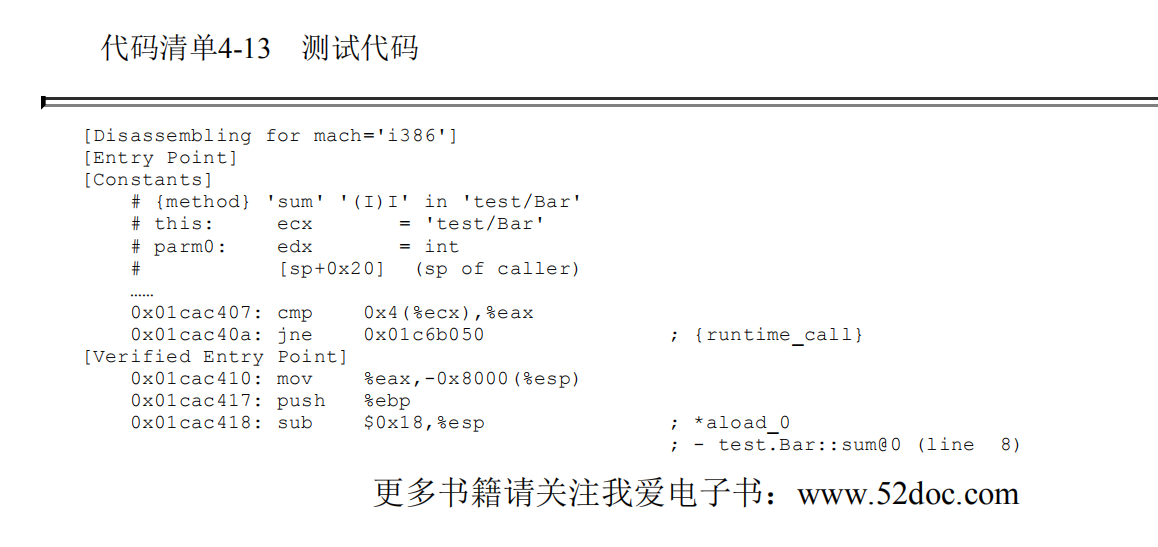 代码清单4-13 测试代码
[Disassembling for mach='i386']
[Entry Point]
[Constants]
# {method} 'sum' '(I)I' in 'test/Bar'
# this: ecx = 'test/Bar'
# parm0: edx = int
# [sp+0x20] (sp of caller)
……
0x01cac407: cmp 0x4(%ecx),%eax
0x01cac40a: jne 0x01c6b050 ; {runtime_call}
[Verified Entry Point]
0x01cac410: mov %eax,-0x8000(%esp)
0x01cac417: push %ebp
0x01cac418: sub $0x18,%esp ; *aload_0
; - test.Bar::sum@0 (line 8)
更多书籍请关注我爱电子书：www.52doc.com